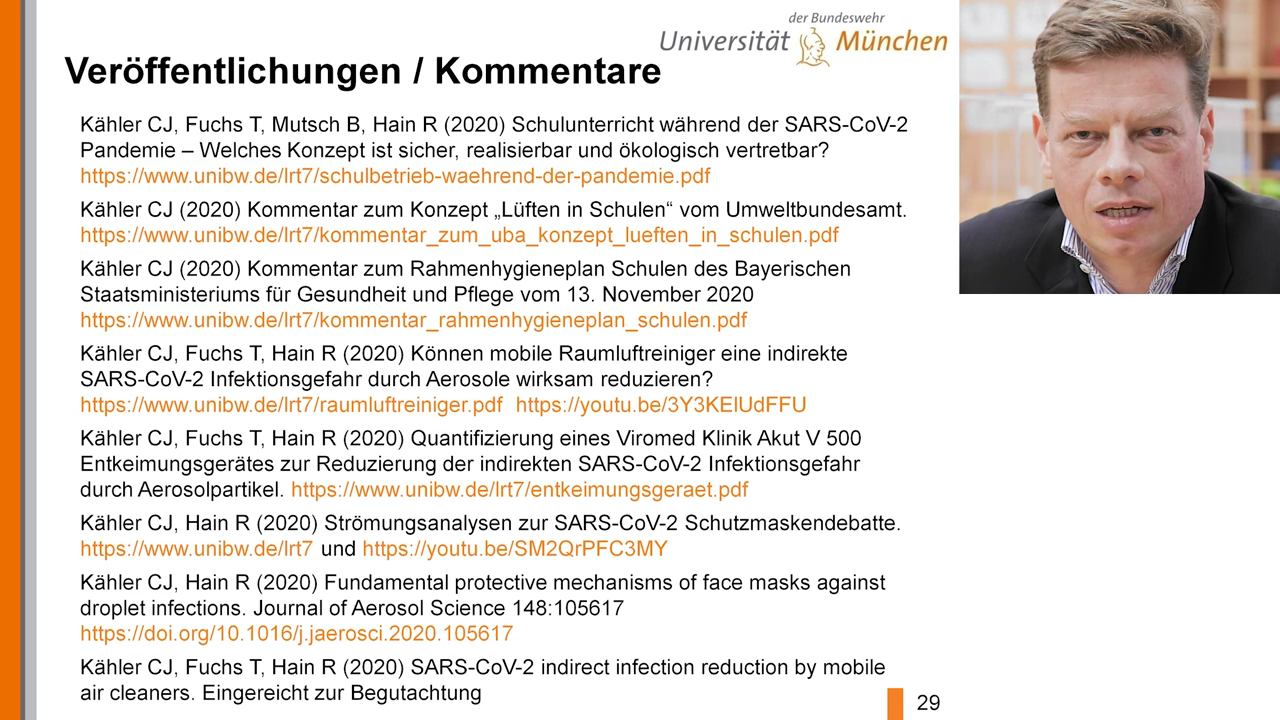 der Bundeswehr
Universität München
Veröffentlichungen / Kommentare
Kähler CJ, Fuchs T, Mutsch B, Hain R (2020) Schulunterricht während der SARS-CoV-2
Pandemie – Welches Konzept ist sicher, realisierbar und ökologisch vertretbar?
https://www.unibw.de/lrt7/schulbetrieb-waehrend-der-pandemie.pdf
Kähler CJ (2020) Kommentar zum Konzept „Lüften in Schulen“ vom Umweltbundesamt.
https://www.unibw.de/lrt7/kommentar_zum_uba_konzept_lueften_in_schulen.pdf
Kähler CJ (2020) Kommentar zum Rahmenhygieneplan Schulen des Bayerischen
Staatsministeriums für Gesundheit und Pflege vom 13. November 2020
https://www.unibw.de/lrt7/kommentar_rahmenhygieneplan_schulen.pdf
Kähler CJ, Fuchs T, Hain R (2020) Können mobile Raumluftreiniger eine indirekte
SARS-CoV-2 Infektionsgefahr durch Aerosole wirksam reduzieren?
https://www.unibw.de/lrt7/raumluftreiniger.pdf https://youtu.be/3Y3KElUdFFU
Kähler CJ, Fuchs T, Hain R (2020) Quantifizierung eines Viromed Klinik Akut V 500
Entkeimungsgerätes zur Reduzierung der indirekten SARS-CoV-2 Infektionsgefahr
durch Aerosolpartikel. https://www.unibw.de/lrt7/entkeimungsgeraet.pdf
Kähler CJ, Hain R (2020) Strömungsanalysen zur SARS-CoV-2 Schutzmaskendebatte.
https://www.unibw.de/lrt7 und https://youtu.be/SM2QrPFC3MY
Kähler CJ, Hain R (2020) Fundamental protective mechanisms of face masks against
droplet infections. Journal of Aerosol Science 148:105617
https://doi.org/10.1016/j.jaerosci.2020.105617
Kähler CJ, Fuchs T, Hain R (2020) SARS-CoV-2 indirect infection reduction by mobile
air cleaners. Eingereicht zur Begutachtung
29